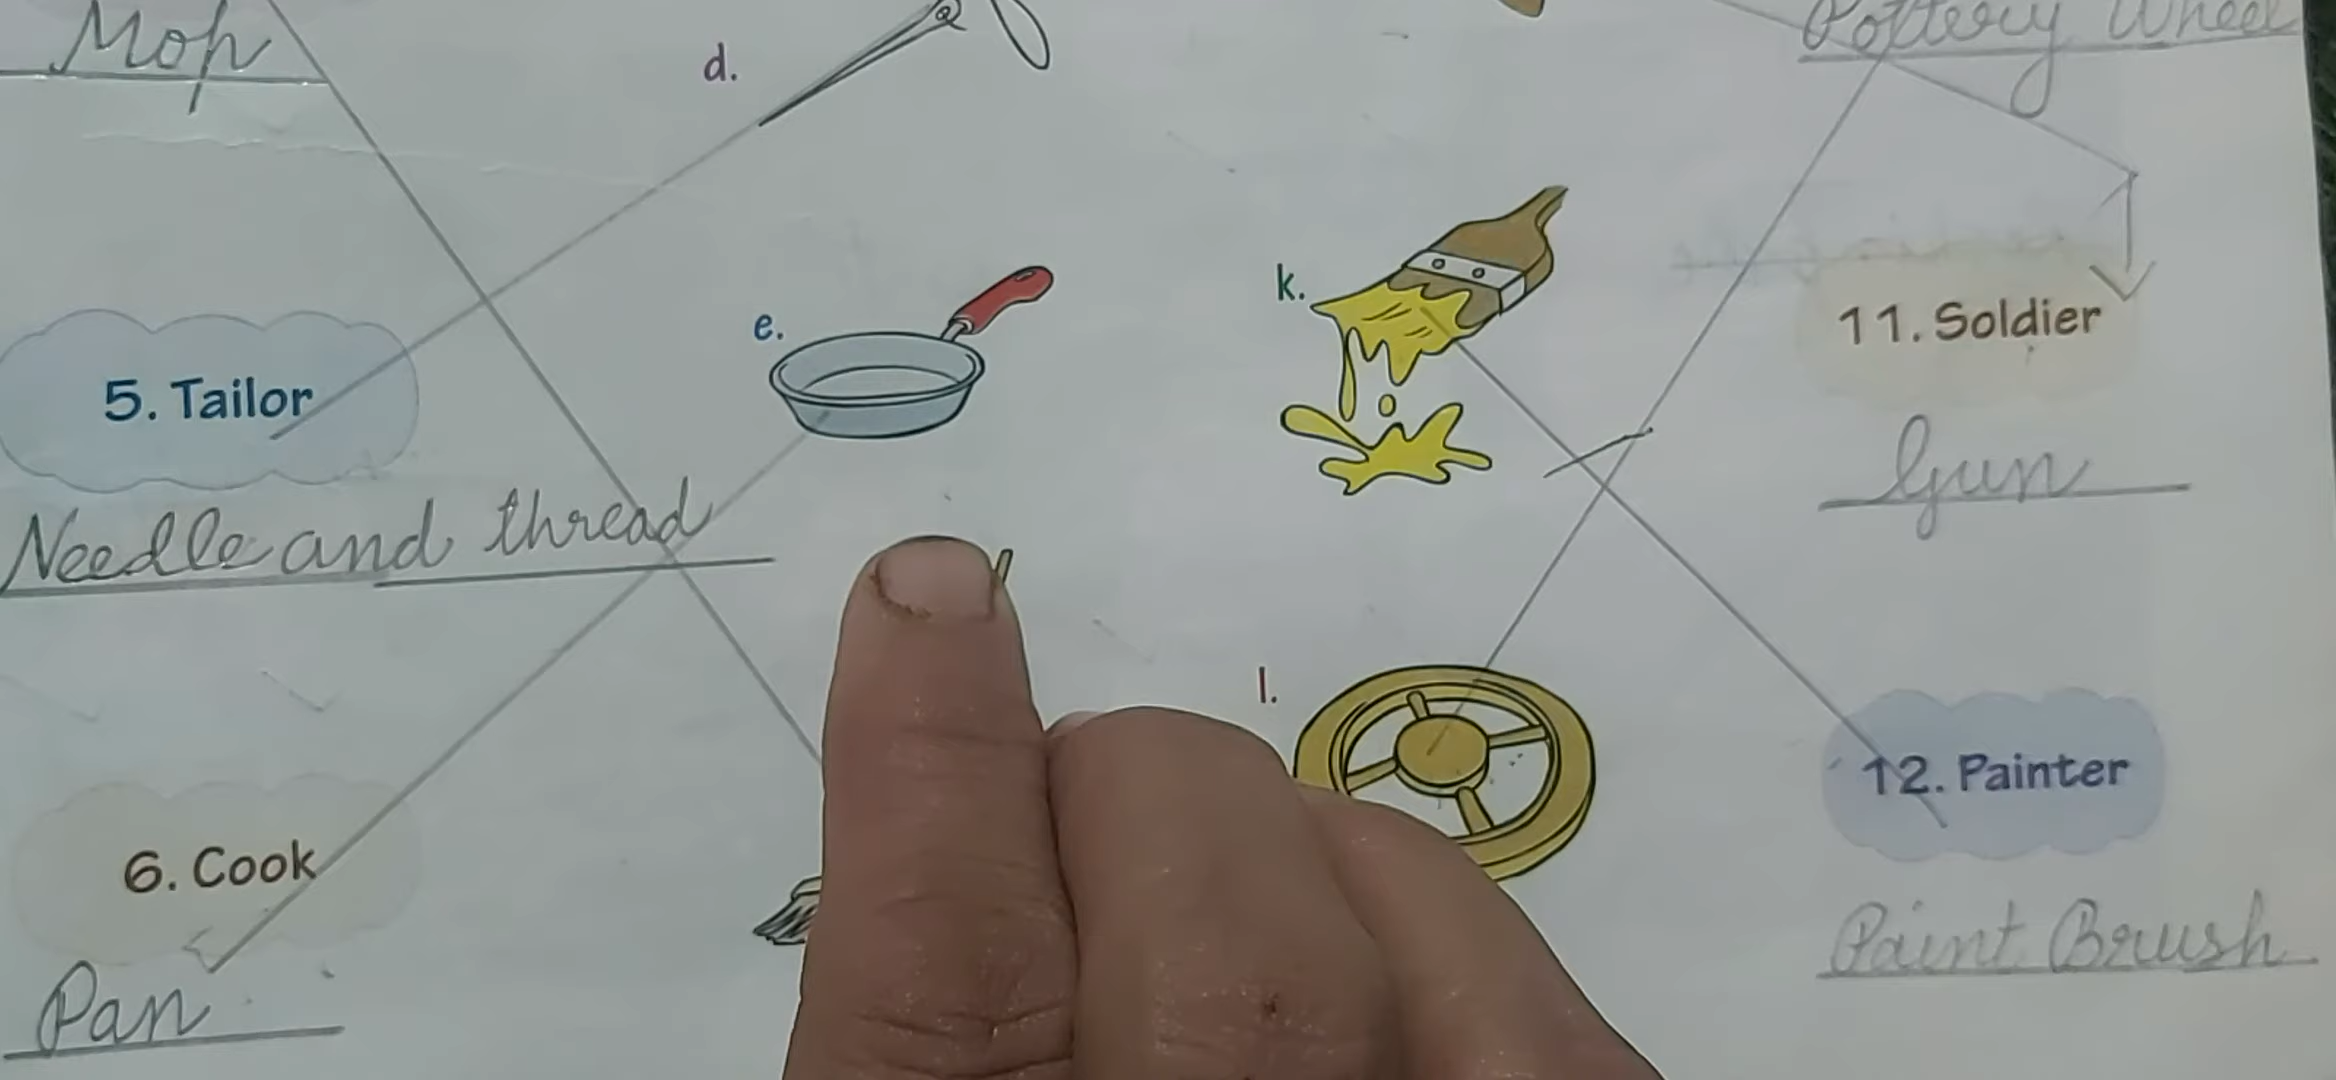 Mop
d.
Pottery Wheel
5. Tailor
Needle and thread
e.
k.
11. Soldier
Gun
6. Cook
Pan
l.
12. Painter
Paint Brush